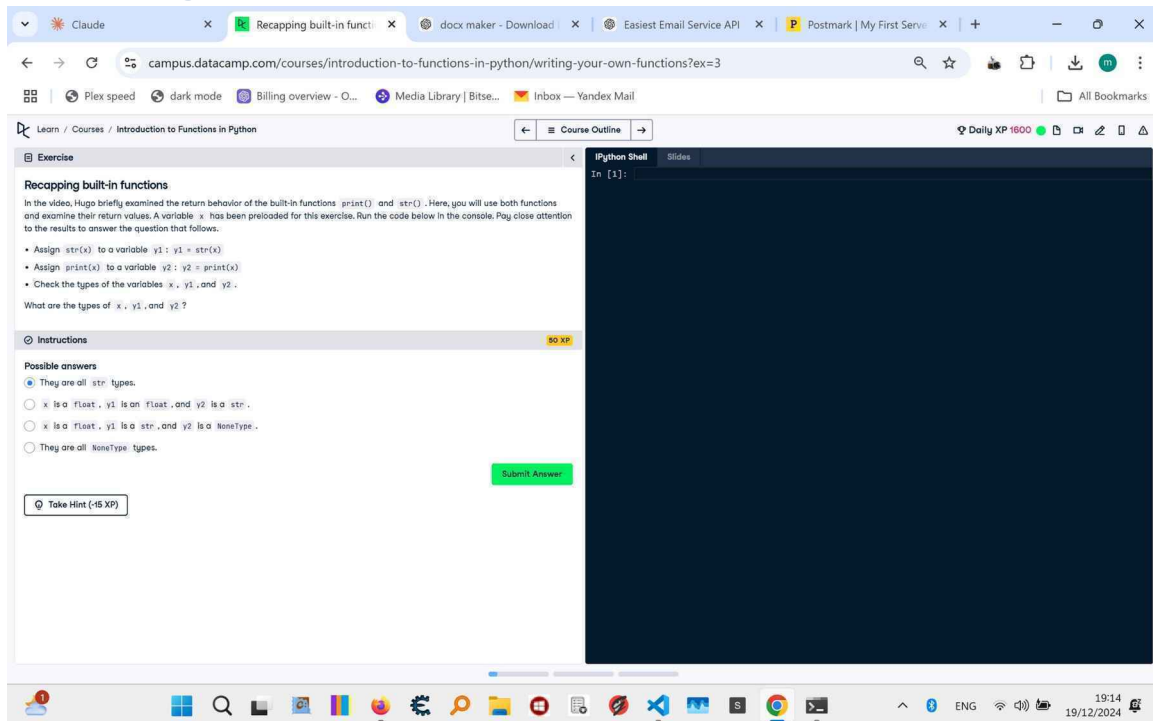 Claude
Recapping built-in functi
docx maker - Download
Easiest Email Service API
Postmark | My First Serve
campus.datacamp.com/courses/introduction-to-functions-in-python/writing-your-own-functions?ex=3
m
Plex speed
dark mode
Billing overview - O...
Media Library | Bitse...
Inbox — Yandex Mail
All Bookmarks
Learn / Courses / Introduction to Functions in Python
Course Outline
Daily XP 1600
Exercise
Recapping built-in functions
In the video, Hugo briefly examined the return behavior of the built-in functions print() and str() . Here, you will use both functions
and examine their return values. A variable x has been preloaded for this exercise. Run the code below in the console. Pay close attention
to the results to answer the question that follows.
• Assign str(x) to a variable y1 : y1 = str(x)
• Assign print(x) to a variable y2 : y2 = print(x)
• Check the types of the variables x , y1 , and y2 .
What are the types of x , y1 , and y2 ?
Instructions
50 XP
Possible answers
They are all str types.
x is a float , y1 is an float , and y2 is a str .
x is a float , y1 is a str , and y2 is a NoneType .
They are all NoneType types.
Submit Answer
Take Hint (-15 XP)
IPython Shell
Slides
In [1]:
1
S
ENG
19:14
19/12/2024